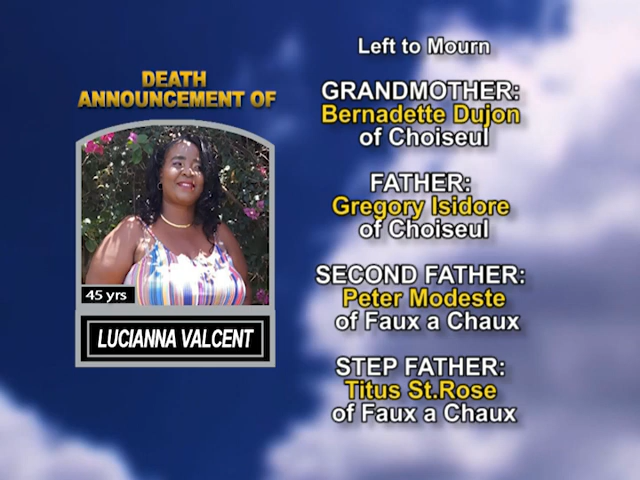 DEATH
ANNOUNCEMENT OF
45 yrs
LUCIANNA VALCENT
Left to Mourn
GRANDMOTHER:
Bernadette Dujon
of Choiseul
FATHER:
Gregory Isidore
of Choiseul
SECOND FATHER:
Peter Modeste
of Faux a Chaux
STEP FATHER:
Titus St.Rose
of Faux a Chaux